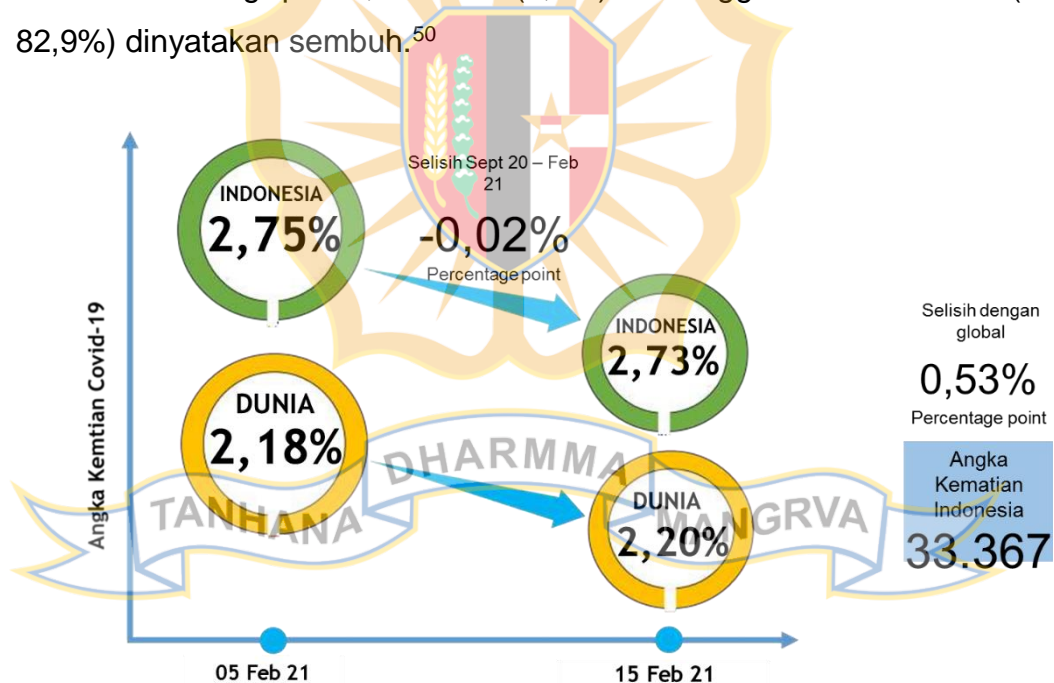 82,9%) dinyatakan sembuh.50
Selisih Sept 20 – Feb
21
-0,02%
Percentage point
INDONESIA
2,75%
INDONESIA
2,73%
Selisih dengan
global
0,53%
Percentage point
DUNIA
2,18%
DUNIA
2,20%
Angka
Kematian
Indonesia
33.367
Angka Kemtian Covid-19
TANHANA DHARMMA MANGRVA
05 Feb 21
15 Feb 21